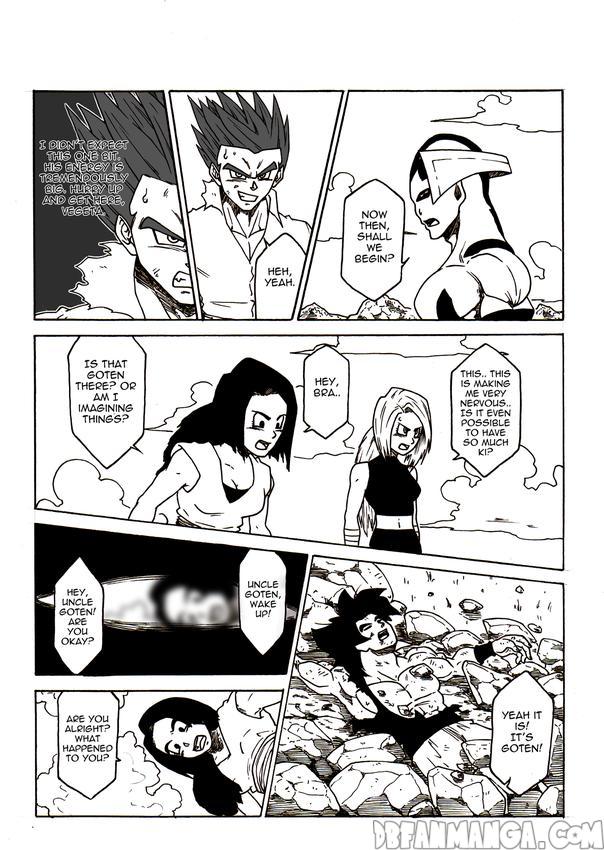 NOW
THEN,
SHALL
WE
BEGIN?
HEH,
YEAH.
I DIDN'T EXPECT
THIS ONE BIT.
HIS ENERGY IS
TREMENDOUSLY
BIG. HURRY UP
AND GET HERE,
VEGETA.
THIS.. THIS
IS MAKING
ME VERY
NERVOUS..
IS IT EVEN
POSSIBLE
TO HAVE
SO MUCH
KI?
HEY,
BRA..
IS THAT
GOTEN
THERE? OR
AM I
IMAGINING
THINGS?
YEAH IT
IS!
IT'S
GOTEN!
UNCLE
GOTEN,
WAKE
UP!
HEY,
UNCLE
GOTEN!
ARE
YOU
OKAY?
ARE YOU
ALRIGHT?
WHAT
HAPPENED
TO YOU?
DBFANMANGA.COM